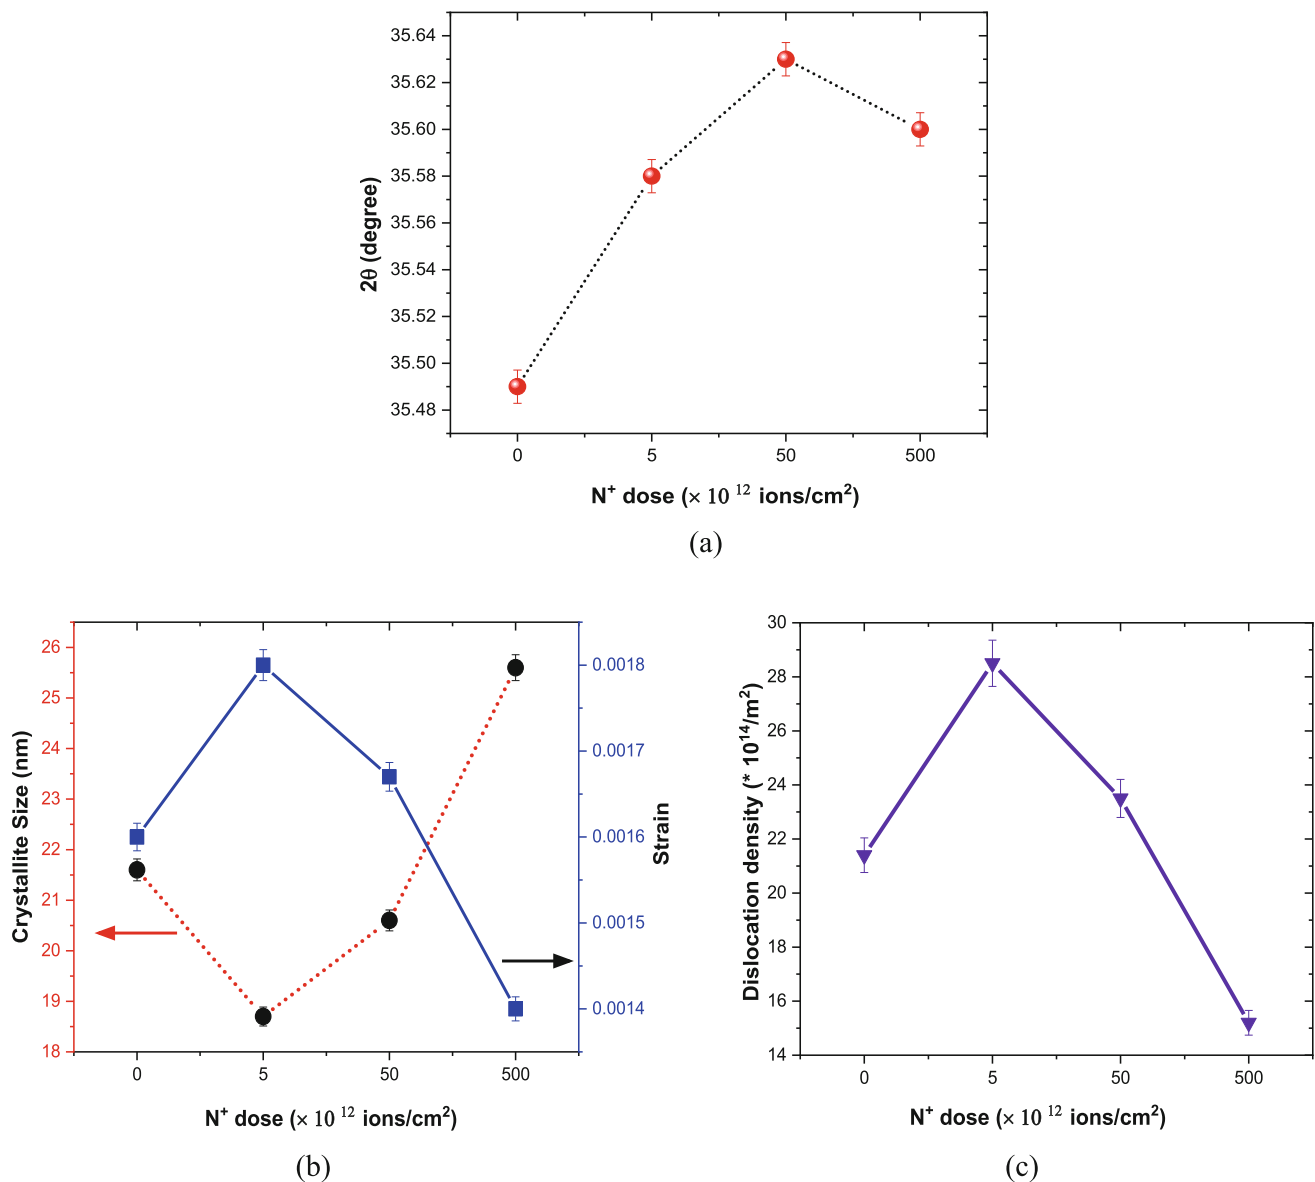 35.64
35.62
35.60
35.58
35.56
35.54
35.52
35.50
35.48
2θ (degree)
0 5 50 500
N⁺ dose (× 10 ¹² ions/cm²)
(a)
26
25
24
23
22
21
20
19
18
Crystallite Size (nm)
0.0018
0.0017
0.0016
0.0015
0.0014
Strain
0 5 50 500
N⁺ dose (× 10 ¹² ions/cm²)
(b)
30
28
26
24
22
20
18
16
14
Dislocation density (* 10¹⁴/m²)
0 5 50 500
N⁺ dose (× 10 ¹² ions/cm²)
(c)